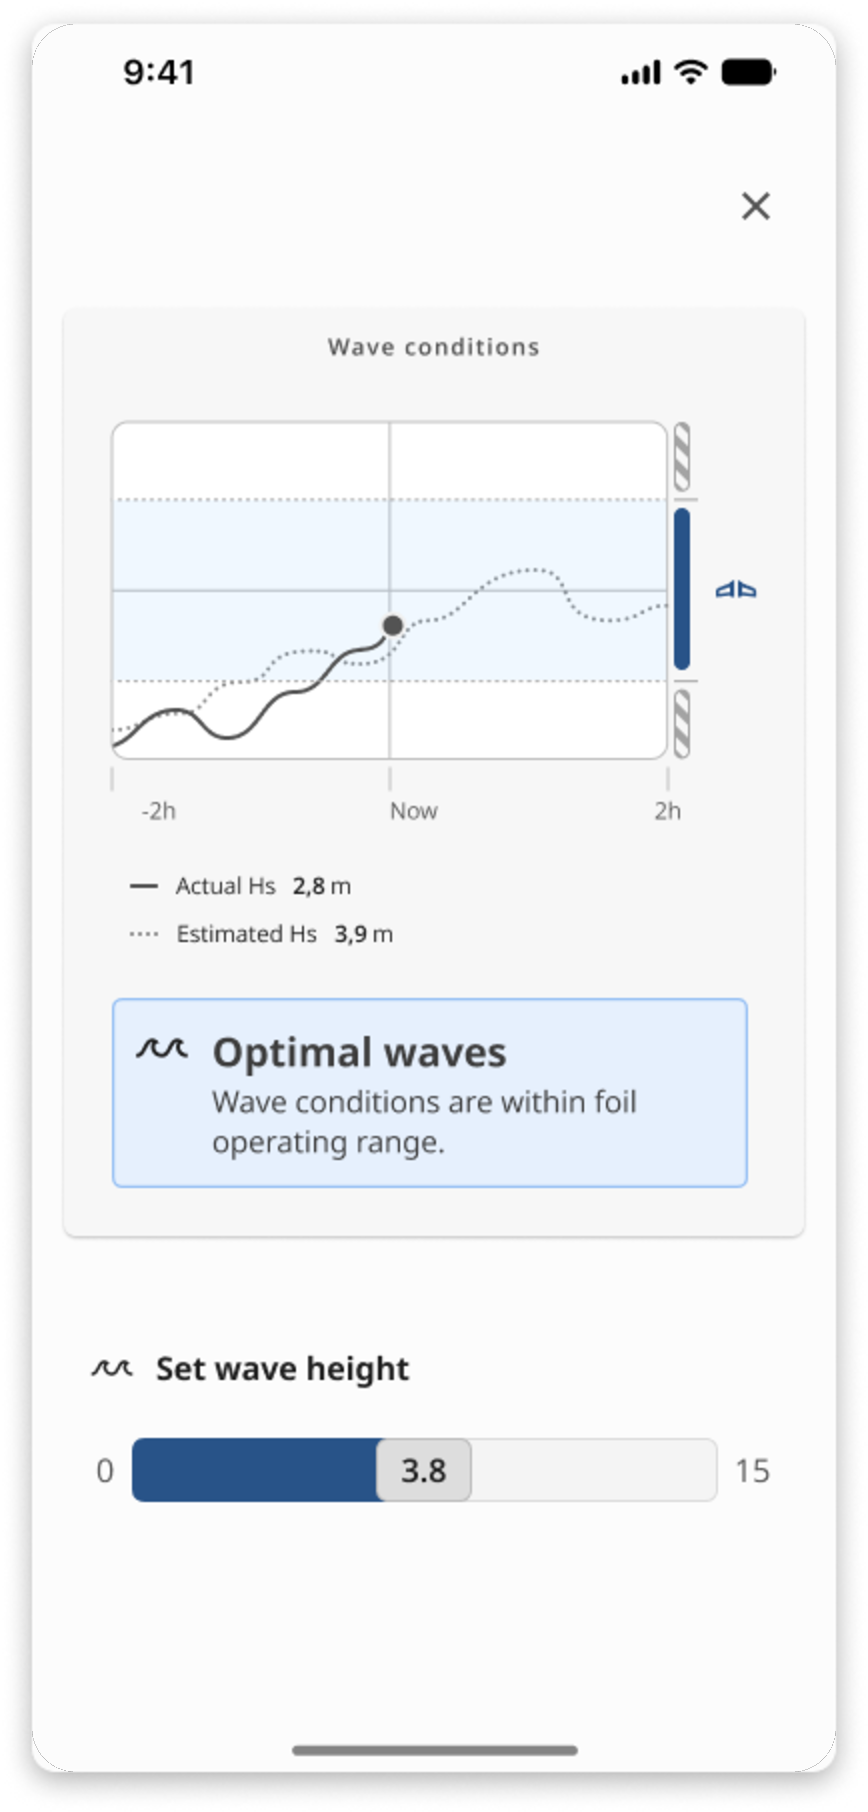 9:41
Wave conditions
-2h Now 2h
Actual Hs 2,8 m
Estimated Hs 3,9 m
Optimal waves
Wave conditions are within foil
operating range.
Set wave height
0 3.8 15